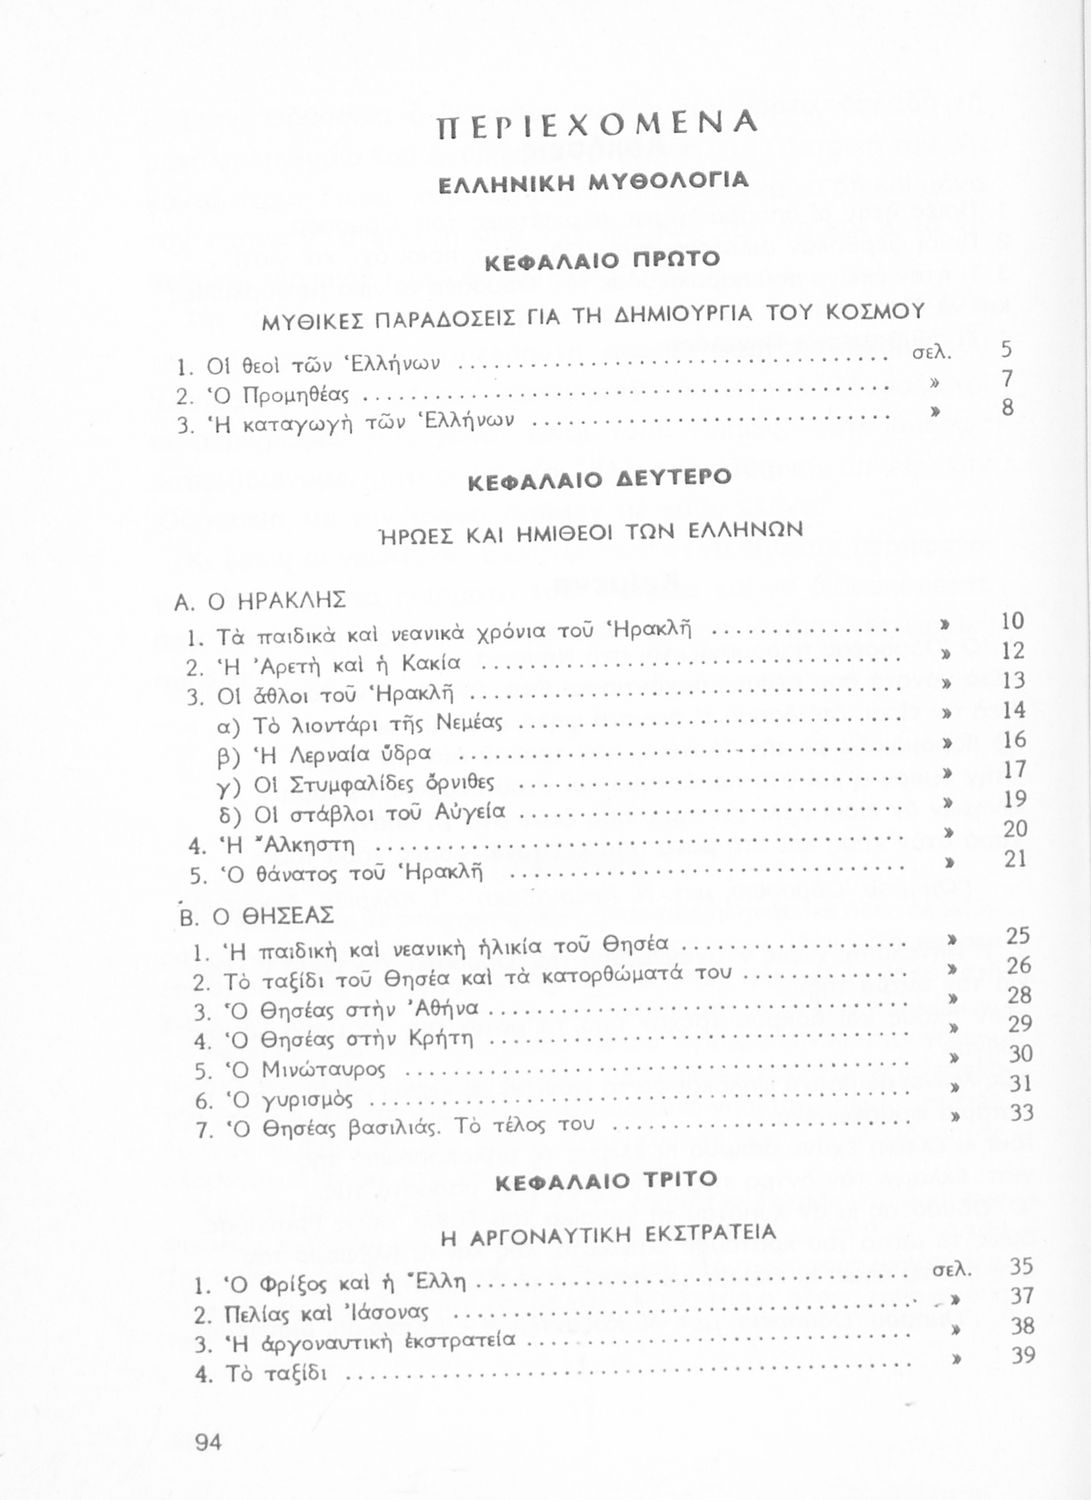 ΠΕΡΙΕΧΟΜΕΝΑ
ΕΛΛΗΝΙΚΗ ΜΥΘΟΛΟΓΙΑ
ΚΕΦΑΛΑΙΟ ΠΡΩΤΟ
ΜΥΘΙΚΕΣ ΠΑΡΑΔΟΣΕΙΣ ΓΙΑ ΤΗ ΔΗΜΙΟΥΡΓΙΑ ΤΟΥ ΚΟΣΜΟΥ
1. Οἱ θεοὶ τῶν Ἑλλήνων .......... σελ. 5
2. Ὁ Προμηθέας .......... » 7
3. Ἡ καταγωγὴ τῶν Ἑλλήνων .......... » 8
ΚΕΦΑΛΑΙΟ ΔΕΥΤΕΡΟ
ἩΡΩΕΣ ΚΑΙ ΗΜΙΘΕΟΙ ΤΩΝ ΕΛΛΗΝΩΝ
Α. Ο ΗΡΑΚΛΗΣ
1. Τὰ παιδικὰ καὶ νεανικὰ χρόνια τοῦ Ἡρακλῆ .......... » 10
2. Ἡ Ἀρετὴ καὶ ἡ Κακία .......... » 12
3. Οἱ ἆθλοι τοῦ Ἡρακλῆ .......... » 13
α) Τὸ λιοντάρι τῆς Νεμέας .......... » 14
β) Ἡ Λερναία ὕδρα .......... » 16
γ) Οἱ Στυμφαλίδες ὄρνιθες .......... » 17
δ) Οἱ στάβλοι τοῦ Αὐγεία .......... » 19
4. Ἡ Ἄλκηστη .......... » 20
5. Ὁ θάνατος τοῦ Ἡρακλῆ .......... » 21
Β. Ο ΘΗΣΕΑΣ
1. Ἡ παιδικὴ καὶ νεανικὴ ἡλικία τοῦ Θησέα .......... » 25
2. Τὸ ταξίδι τοῦ Θησέα καὶ τὰ κατορθώματά του .......... » 26
3. Ὁ Θησέας στὴν Ἀθήνα .......... » 28
4. Ὁ Θησέας στὴν Κρήτη .......... » 29
5. Ὁ Μινώταυρος .......... » 30
6. Ὁ γυρισμὸς .......... » 31
7. Ὁ Θησέας βασιλιάς. Τὸ τέλος του .......... » 33
ΚΕΦΑΛΑΙΟ ΤΡΙΤΟ
Η ΑΡΓΟΝΑΥΤΙΚΗ ΕΚΣΤΡΑΤΕΙΑ
1. Ὁ Φρίξος καὶ ἡ Ἕλλη .......... σελ. 35
2. Πελίας καὶ Ἰάσονας .......... » 37
3. Ἡ ἀργοναυτικὴ ἐκστρατεία .......... » 38
4. Τὸ ταξίδι .......... » 39
94